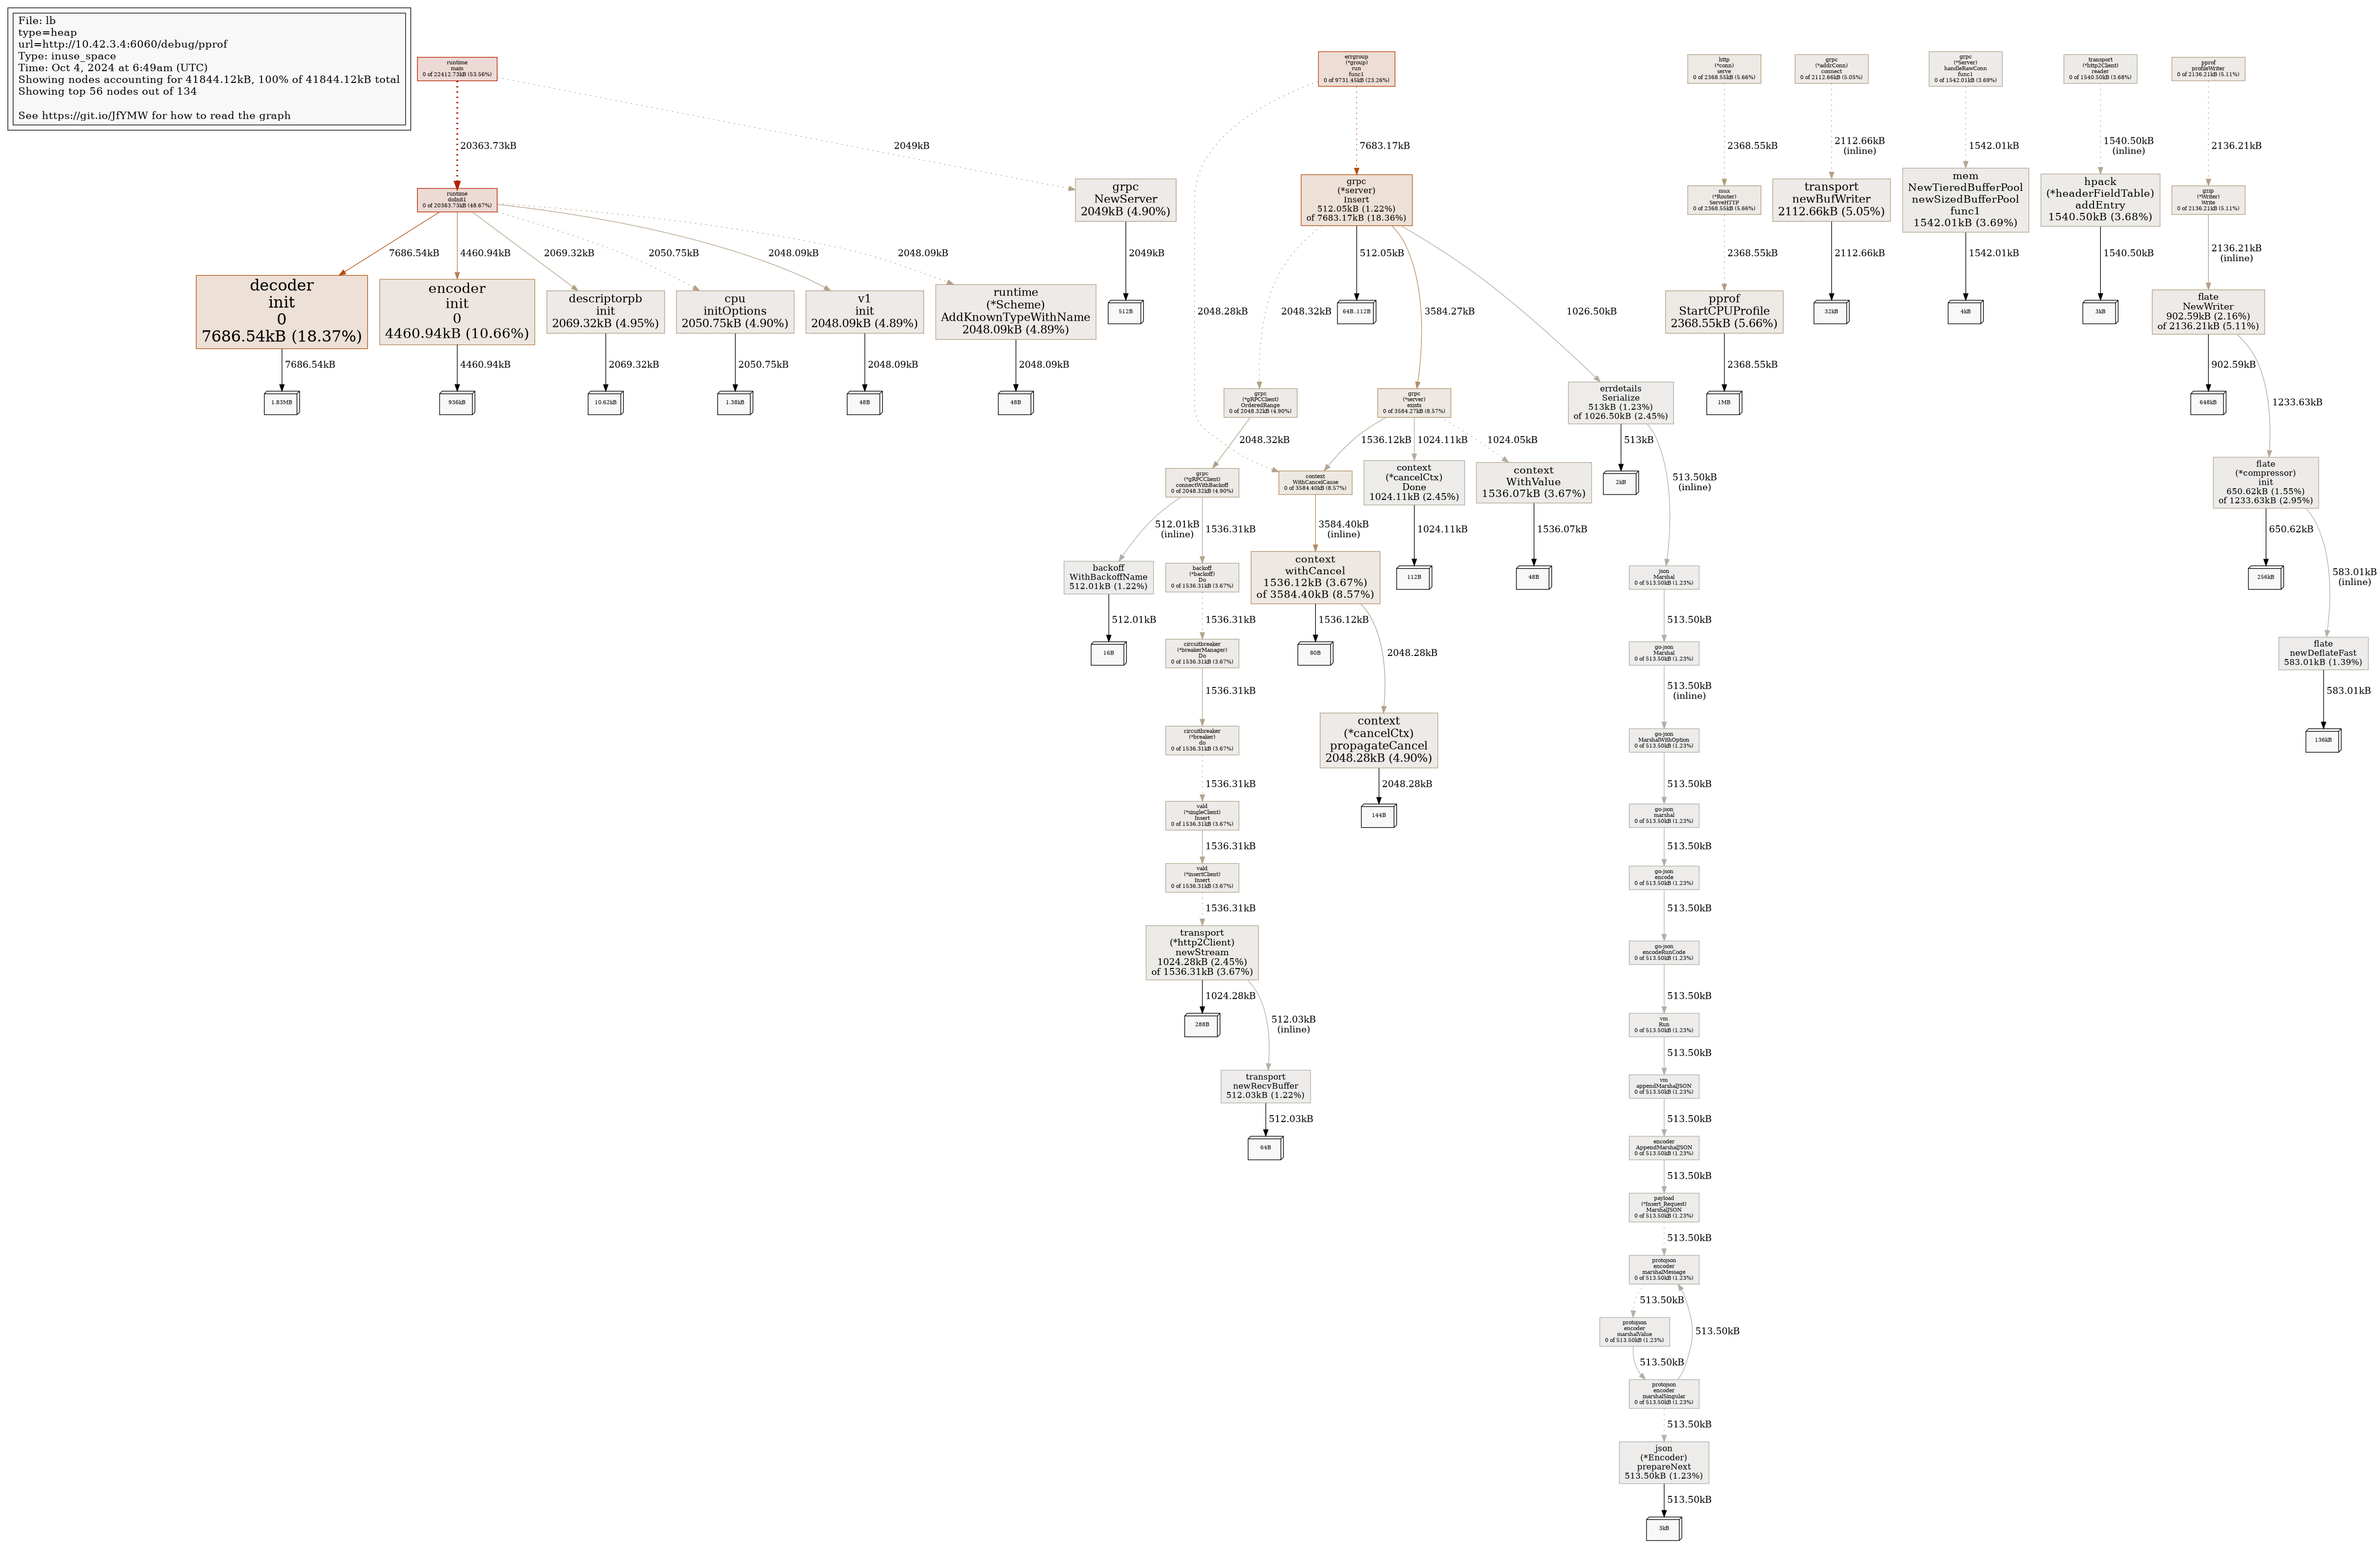 File: lb
type=heap
url=http://10.42.3.4:6060/debug/pprof
Type: inuse_space
Time: Oct 4, 2024 at 6:49am (UTC)
Showing nodes accounting for 41844.12kB, 100% of 41844.12kB total
Showing top 56 nodes out of 134
See https://git.io/JfYMW for how to read the graph
runtime
main
0 of 22412.73kB (53.56%)
errgroup
(*group)
run
func1
0 of 9731.45kB (23.26%)
http
(*conn)
serve
0 of 2368.55kB (5.66%)
grpc
(*addrConn)
connect
0 of 2112.66kB (5.05%)
grpc
(*Server)
handleRawConn
func1
0 of 1542.01kB (3.69%)
transport
(*http2Client)
reader
0 of 1540.50kB (3.68%)
pprof
profileWriter
0 of 2136.21kB (5.11%)
20363.73kB
2049kB
7683.17kB
2368.55kB
2112.66kB
(inline)
1542.01kB
1540.50kB
(inline)
2136.21kB
runtime
doInit1
0 of 20363.73kB (48.67%)
grpc
NewServer
2049kB (4.90%)
grpc
(*server)
Insert
512.05kB (1.22%)
of 7683.17kB (18.36%)
mux
(*Router)
ServeHTTP
0 of 2368.55kB (5.66%)
transport
newBufWriter
2112.66kB (5.05%)
mem
NewTieredBufferPool
newSizedBufferPool
func1
1542.01kB (3.69%)
hpack
(*headerFieldTable)
addEntry
1540.50kB (3.68%)
gzip
(*Writer)
Write
0 of 2136.21kB (5.11%)
7686.54kB
4460.94kB
2069.32kB
2050.75kB
2048.09kB
2048.09kB
2049kB
2048.28kB
2048.32kB
512.05kB
3584.27kB
1026.50kB
2368.55kB
2112.66kB
1542.01kB
1540.50kB
2136.21kB
(inline)
decoder
init
0
7686.54kB (18.37%)
encoder
init
0
4460.94kB (10.66%)
descriptorpb
init
2069.32kB (4.95%)
cpu
initOptions
2050.75kB (4.90%)
v1
init
2048.09kB (4.89%)
runtime
(*Scheme)
AddKnownTypeWithName
2048.09kB (4.89%)
512B
64B..112B
pprof
StartCPUProfile
2368.55kB (5.66%)
32kB
4kB
3kB
flate
NewWriter
902.59kB (2.16%)
of 2136.21kB (5.11%)
7686.54kB
4460.94kB
2069.32kB
2050.75kB
2048.09kB
2048.09kB
2368.55kB
902.59kB
1233.63kB
1.83MB
936kB
10.62kB
1.38kB
48B
48B
grpc
(*gRPCClient)
OrderedRange
0 of 2048.32kB (4.90%)
grpc
(*server)
exists
0 of 3584.27kB (8.57%)
errdetails
Serialize
513kB (1.23%)
of 1026.50kB (2.45%)
1MB
648kB
2048.32kB
1536.12kB
1024.11kB
1024.05kB
513kB
513.50kB
(inline)
grpc
(*gRPCClient)
connectWithBackoff
0 of 2048.32kB (4.90%)
context
WithCancelCause
0 of 3584.40kB (8.57%)
context
(*cancelCtx)
Done
1024.11kB (2.45%)
context
WithValue
1536.07kB (3.67%)
2kB
flate
(*compressor)
init
650.62kB (1.55%)
of 1233.63kB (2.95%)
512.01kB
(inline)
1536.31kB
3584.40kB
(inline)
1024.11kB
1536.07kB
650.62kB
583.01kB
(inline)
backoff
WithBackoffName
512.01kB (1.22%)
backoff
(*backoff)
Do
0 of 1536.31kB (3.67%)
context
withCancel
1536.12kB (3.67%)
of 3584.40kB (8.57%)
112B
48B
json
Marshal
0 of 513.50kB (1.23%)
256kB
512.01kB
1536.31kB
1536.12kB
2048.28kB
513.50kB
16B
circuitbreaker
(*breakerManager)
Do
0 of 1536.31kB (3.67%)
80B
go-json
Marshal
0 of 513.50kB (1.23%)
flate
newDeflateFast
583.01kB (1.39%)
1536.31kB
513.50kB
(inline)
583.01kB
circuitbreaker
(*breaker)
do
0 of 1536.31kB (3.67%)
context
(*cancelCtx)
propagateCancel
2048.28kB (4.90%)
go-json
MarshalWithOption
0 of 513.50kB (1.23%)
136kB
1536.31kB
2048.28kB
513.50kB
vald
(*singleClient)
Insert
0 of 1536.31kB (3.67%)
144B
go-json
marshal
0 of 513.50kB (1.23%)
1536.31kB
513.50kB
vald
(*insertClient)
Insert
0 of 1536.31kB (3.67%)
go-json
encode
0 of 513.50kB (1.23%)
1536.31kB
513.50kB
transport
(*http2Client)
newStream
1024.28kB (2.45%)
of 1536.31kB (3.67%)
go-json
encodeRunCode
0 of 513.50kB (1.23%)
1024.28kB
512.03kB
(inline)
513.50kB
288B
vm
Run
0 of 513.50kB (1.23%)
513.50kB
transport
newRecvBuffer
512.03kB (1.22%)
vm
appendMarshalJSON
0 of 513.50kB (1.23%)
512.03kB
513.50kB
64B
encoder
AppendMarshalJSON
0 of 513.50kB (1.23%)
513.50kB
payload
(*Insert_Request)
MarshalJSON
0 of 513.50kB (1.23%)
513.50kB
protojson
encoder
marshalMessage
0 of 513.50kB (1.23%)
513.50kB
513.50kB
protojson
encoder
marshalValue
0 of 513.50kB (1.23%)
513.50kB
protojson
encoder
marshalSingular
0 of 513.50kB (1.23%)
513.50kB
json
(*Encoder)
prepareNext
513.50kB (1.23%)
513.50kB
3kB